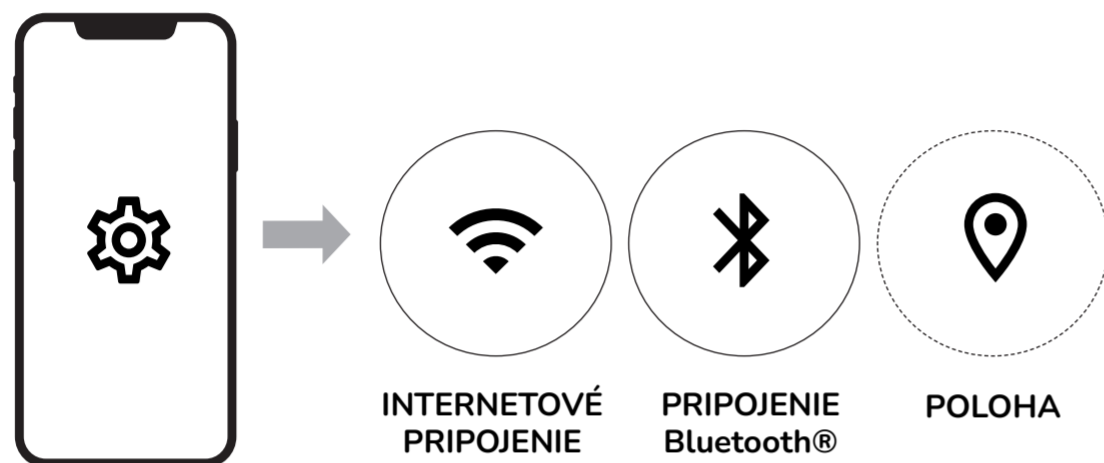 INTERNETOVÉ
PRIPOJENIE
PRIPOJENIE
Bluetooth®
POLOHA